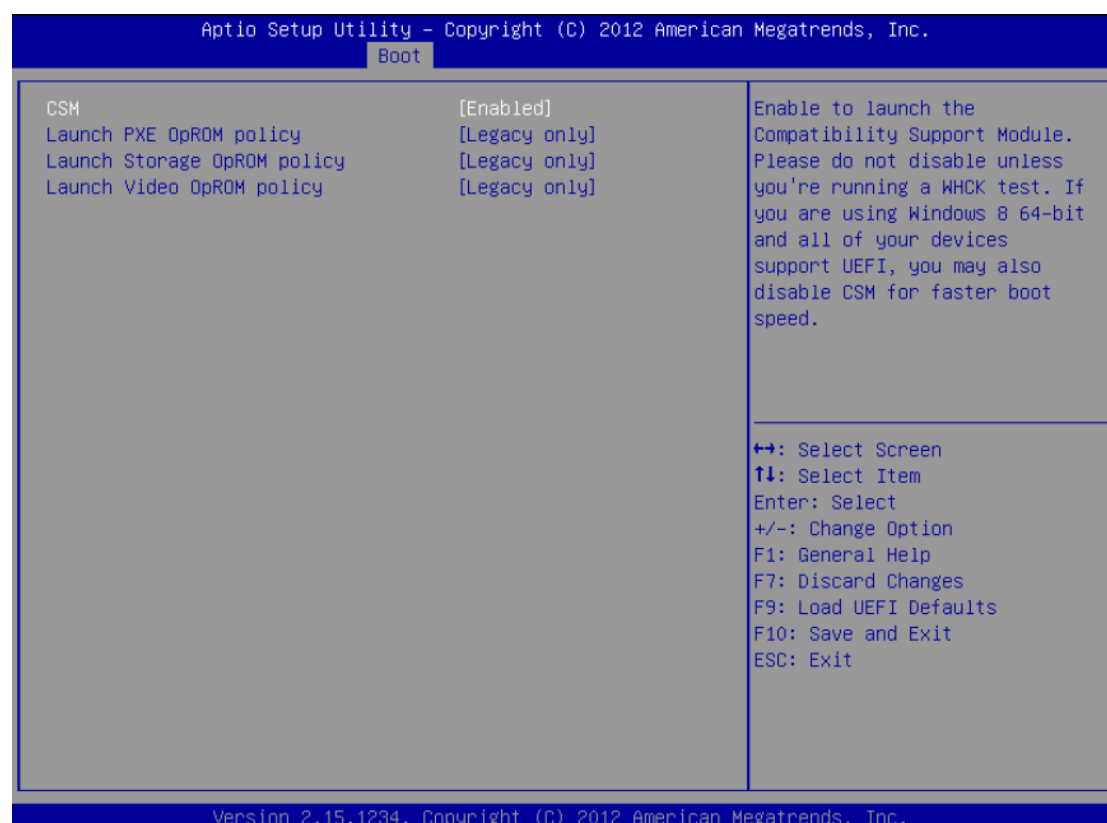 Aptio Setup Utility – Copyright (C) 2012 American Megatrends, Inc.
Boot
CSM [Enabled]
Launch PXE OpROM policy [Legacy only]
Launch Storage OpROM policy [Legacy only]
Launch Video OpROM policy [Legacy only]
Enable to launch the
Compatibility Support Module.
Please do not disable unless
you're running a WHCK test. If
you are using Windows 8 64-bit
and all of your devices
support UEFI, you may also
disable CSM for faster boot
speed.
↔: Select Screen
↑↓: Select Item
Enter: Select
+/-: Change Option
F1: General Help
F7: Discard Changes
F9: Load UEFI Defaults
F10: Save and Exit
ESC: Exit
Version 2.15.1234. Copyright (C) 2012 American Megatrends, Inc.